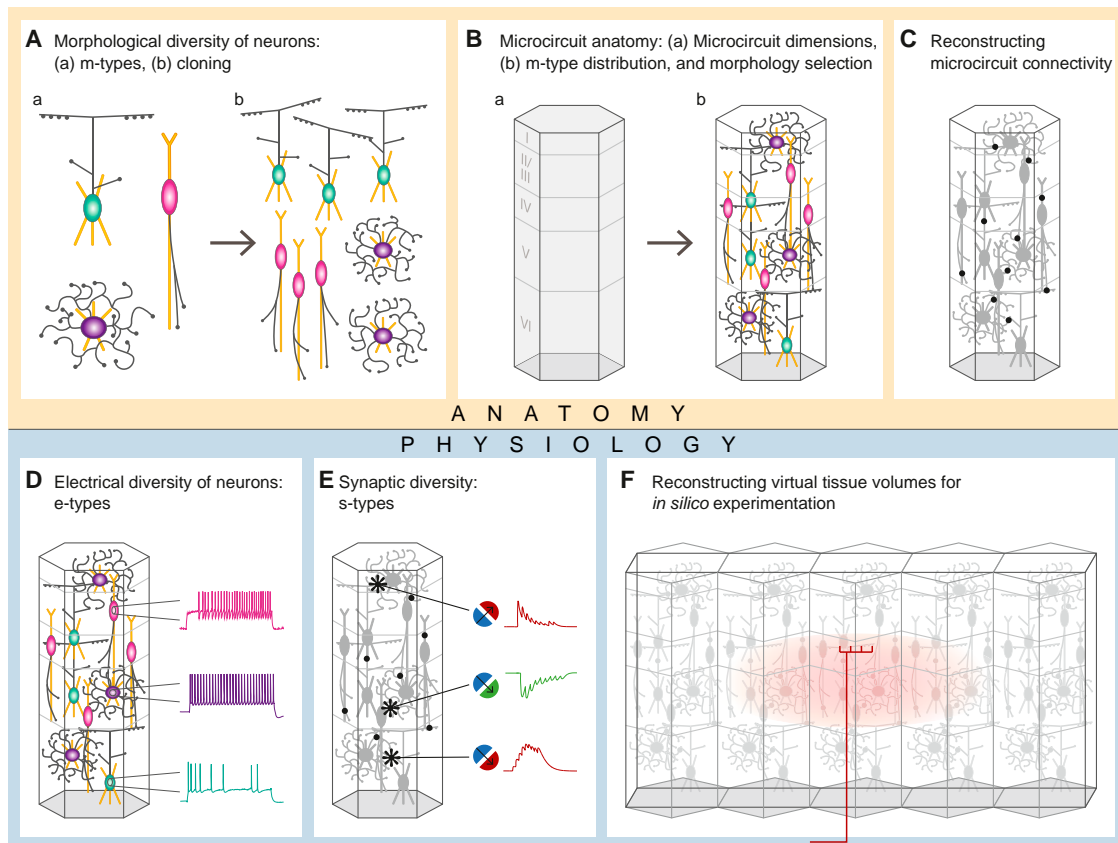 A Morphological diversity of neurons:
(a) m-types, (b) cloning
a
b
B Microcircuit anatomy: (a) Microcircuit dimensions,
(b) m-type distribution, and morphology selection
a
I
II/
III
IV
V
VI
b
C Reconstructing
microcircuit connectivity
A N A T O M Y
P H Y S I O L O G Y
D Electrical diversity of neurons:
e-types
E Synaptic diversity:
s-types
F Reconstructing virtual tissue volumes for
in silico experimentation